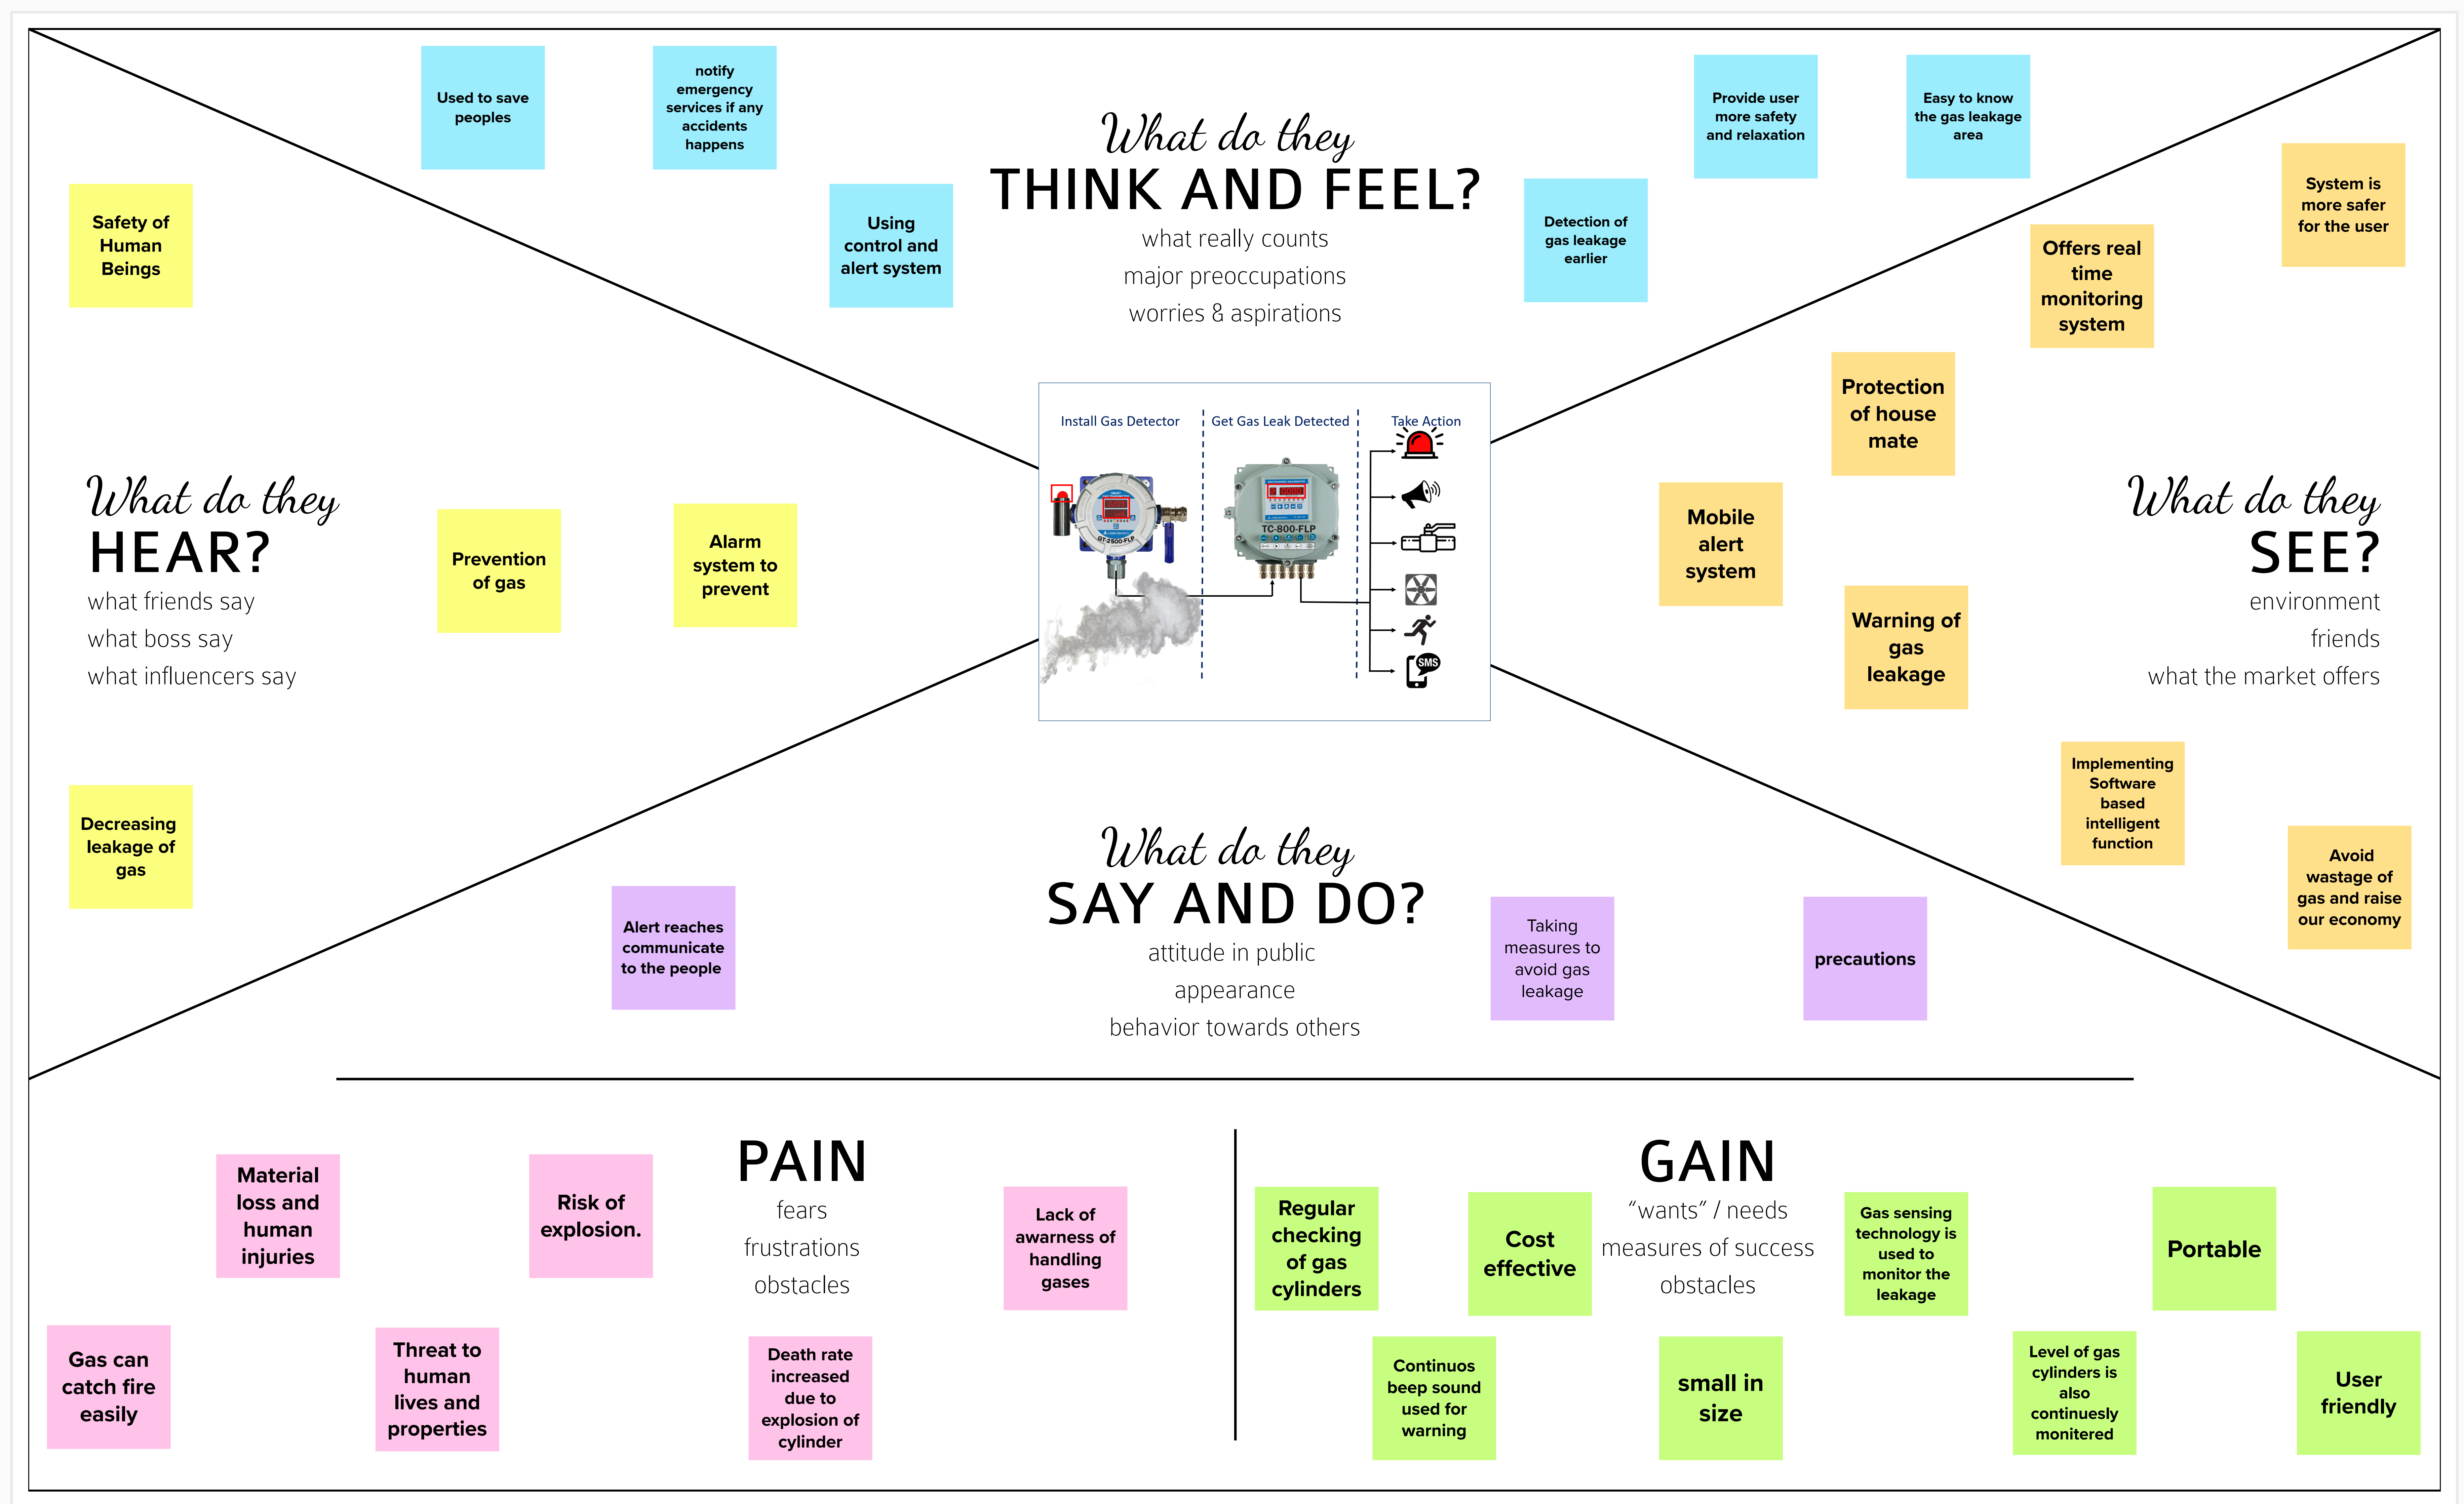 Used to save
peoples
notify
emergency
services if any
accidents
happens
Using
control and
alert system
What do they
THINK AND FEEL?
what really counts
major preoccupations
worries & aspirations
Detection of
gas leakage
earlier
Provide user
more safety
and relaxation
Easy to know
the gas leakage
area
Safety of
Human
Beings
What do they
HEAR?
what friends say
what boss say
what influencers say
Prevention
of gas
Alarm
system to
prevent
Decreasing
leakage of
gas
Install Gas Detector
Get Gas Leak Detected
Take Action
GT-2500-FLP
TC-800-FLP
SMS
System is
more safer
for the user
Offers real
time
monitoring
system
Protection
of house
mate
Mobile
alert
system
Warning of
gas
leakage
What do they
SEE?
environment
friends
what the market offers
Implementing
Software
based
intelligent
function
Avoid
wastage of
gas and raise
our economy
Alert reaches
communicate
to the people
What do they
SAY AND DO?
attitude in public
appearance
behavior towards others
Taking
measures to
avoid gas
leakage
precautions
PAIN
fears
frustrations
obstacles
Material
loss and
human
injuries
Risk of
explosion.
Lack of
awarness of
handling
gases
Gas can
catch fire
easily
Threat to
human
lives and
properties
Death rate
increased
due to
explosion of
cylinder
GAIN
“wants” / needs
measures of success
obstacles
Regular
checking
of gas
cylinders
Cost
effective
Gas sensing
technology is
used to
monitor the
leakage
Portable
Continuos
beep sound
used for
warning
small in
size
Level of gas
cylinders is
also
continuesly
monitered
User
friendly